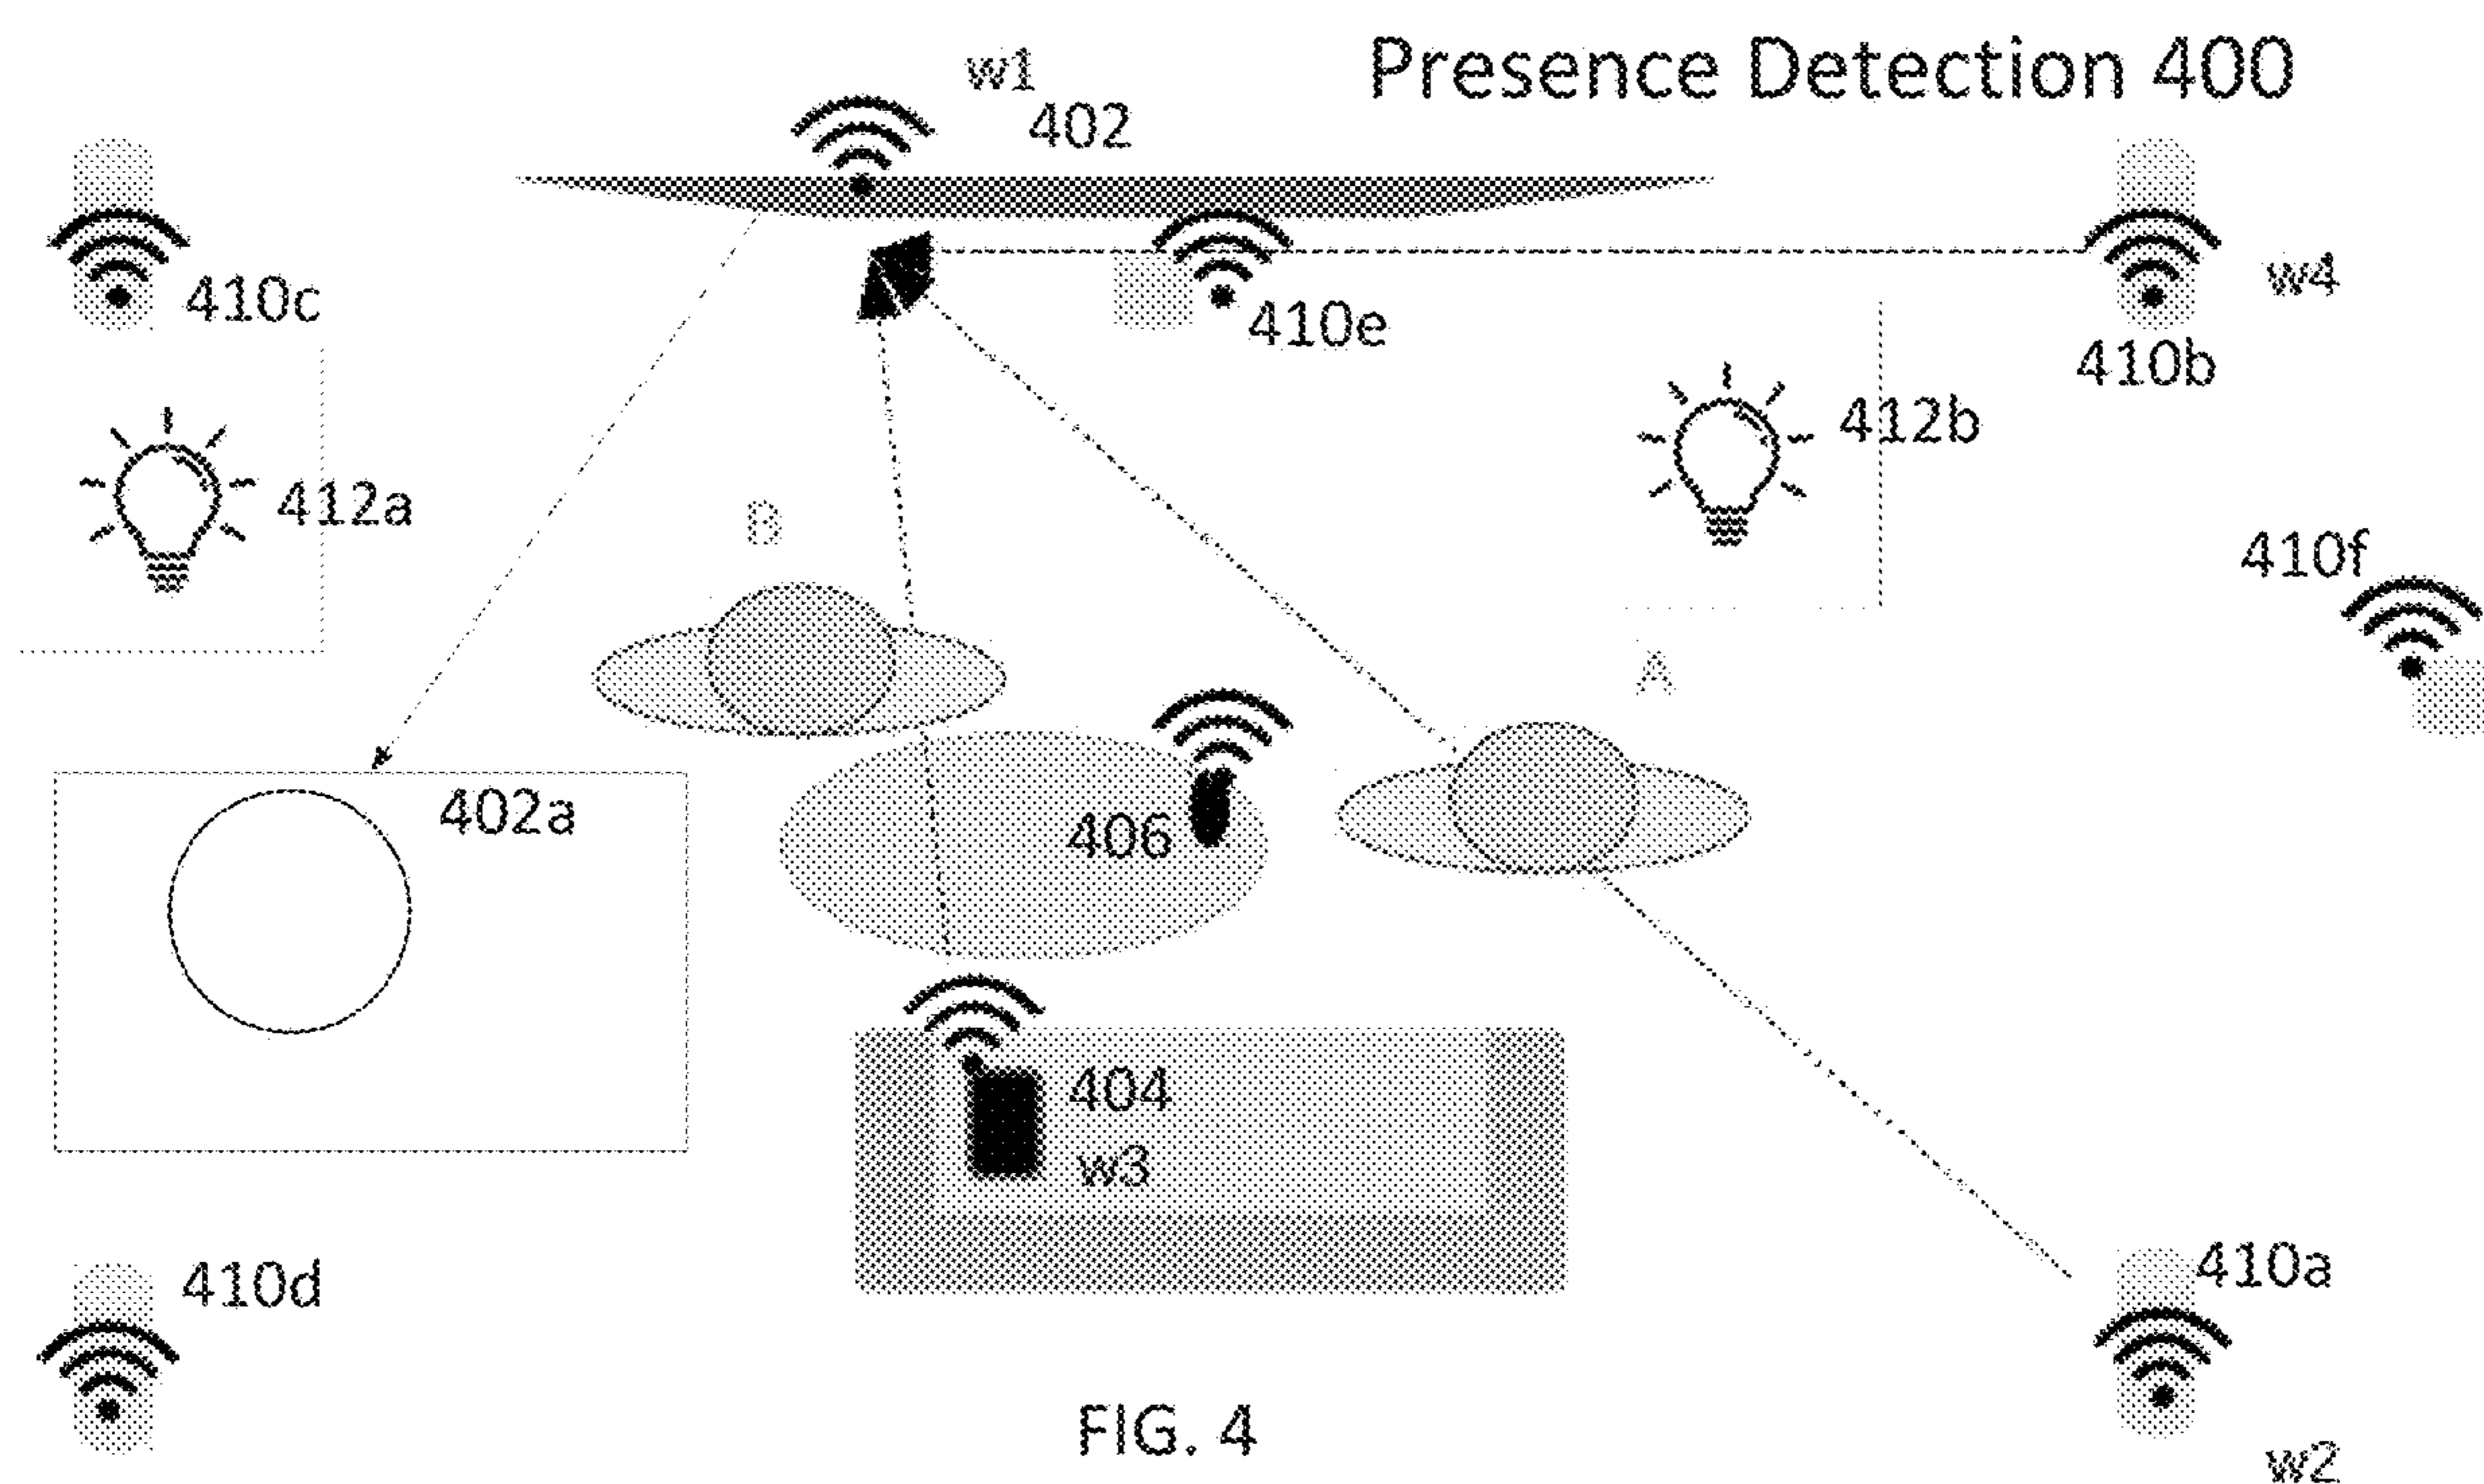 Presence Detection 400
w1
402
410c
410e
w4
410b
412b
412a
B
410f
A
402a
406
404
w3
410d
410a
FIG. 4
w2